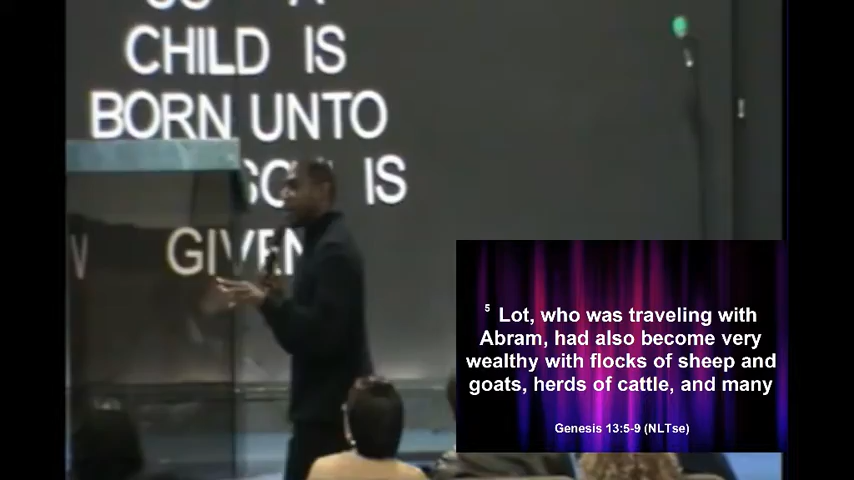 CHILD IS
BORN UNTO
IS
GIVEN
5 Lot, who was traveling with
Abram, had also become very
wealthy with flocks of sheep and
goats, herds of cattle, and many
Genesis 13:5-9 (NLTse)